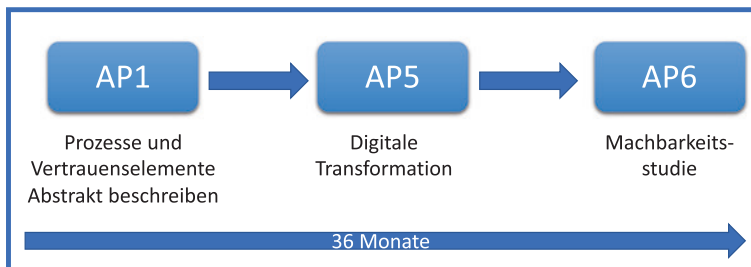 AP1
AP5
AP6
Prozesse und
Vertrauenselemente
Abstrakt beschreiben
Digitale
Transformation
Machbarkeits-
studie
36 Monate